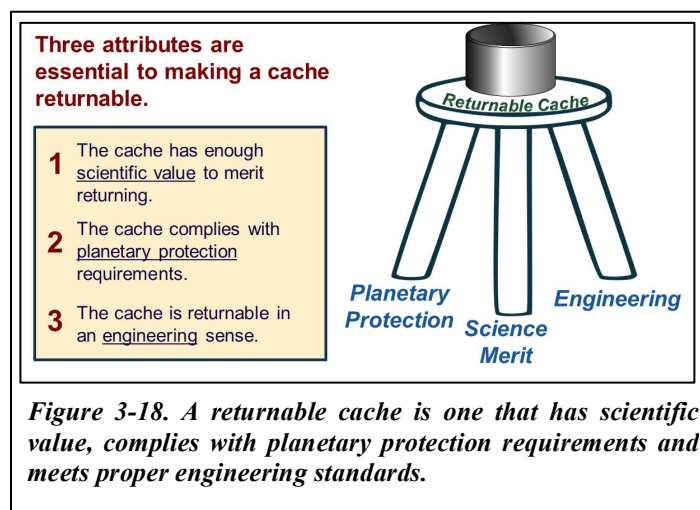 Three attributes are
essential to making a cache
returnable.
1 The cache has enough
scientific value to merit
returning.
2 The cache complies with
planetary protection
requirements.
3 The cache is returnable in
an engineering sense.
Returnable Cache
Planetary
Protection
Science
Merit
Engineering
Figure 3-18. A returnable cache is one that has scientific
value, complies with planetary protection requirements and
meets proper engineering standards.